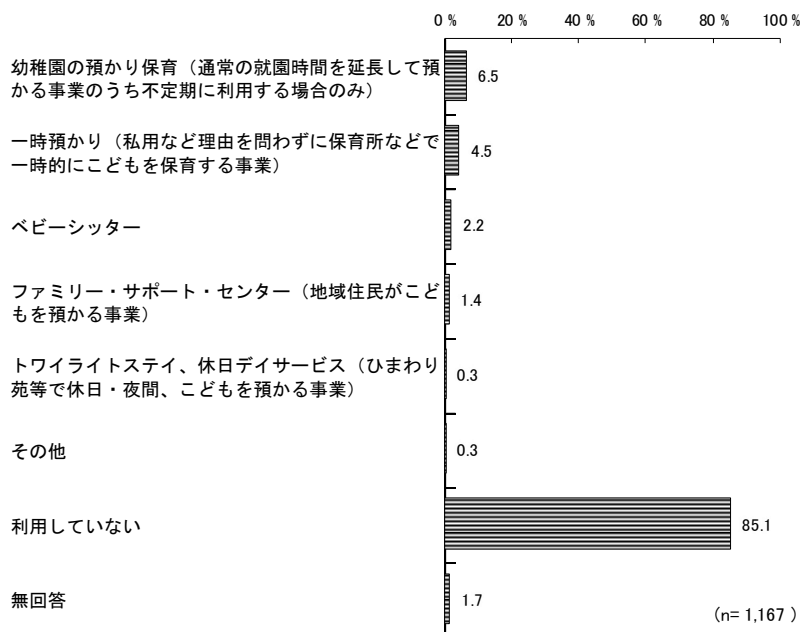 0% 20% 40% 60% 80% 100%
幼稚園の預かり保育（通常の就園時間を延長して預
かる事業のうち不定期に利用する場合のみ）
6.5
一時預かり（私用など理由を問わずに保育所などで
一時的にこどもを保育する事業）
4.5
ベビーシッター
2.2
ファミリー・サポート・センター（地域住民がこど
もを預かる事業）
1.4
トワイライトステイ、休日デイサービス（ひまわり
苑等で休日・夜間、こどもを預かる事業）
0.3
その他
0.3
利用していない
85.1
無回答
1.7
(n= 1,167 )